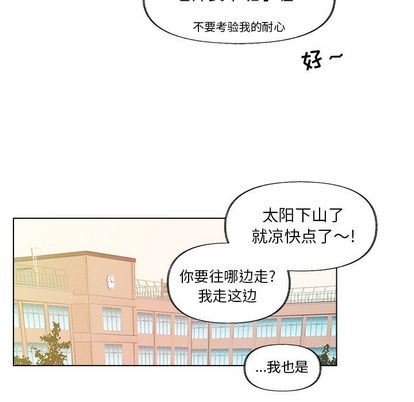 不要考验我的耐心
好~
太阳下山了
就凉快点了~!
你要往哪边走?
我走这边
...我也是